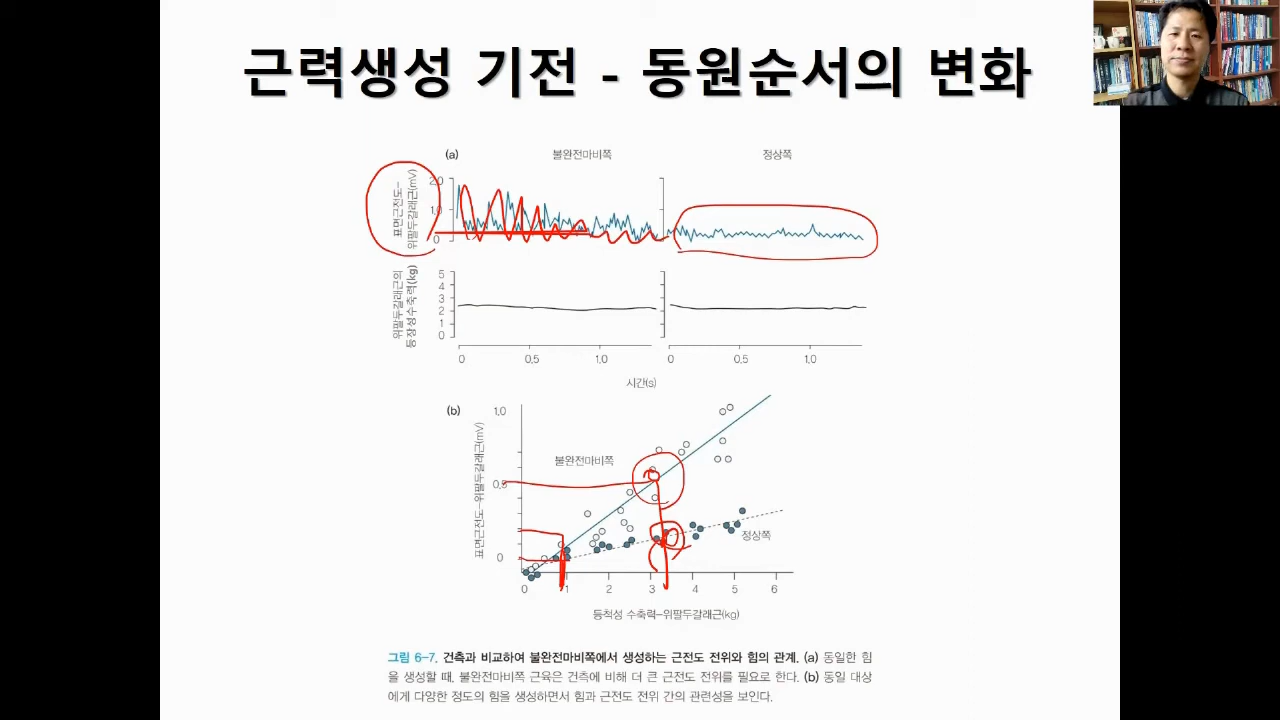 근력생성 기전 - 동원순서의 변화
(a)
불완전마비쪽
정상쪽
표면근전도–
위팔두갈래근(mV)
2.0
1.0
0
위팔두갈래근의
등장성수축력(kg)
5
4
3
2
1
0
0 0.5 1.0 0 0.5 1.0
시간(s)
(b)
표면근전도–위팔두갈래근(mV)
1.0
불완전마비쪽
0.5
정상쪽
0
0 1 2 3 4 5 6
등척성 수축력–위팔두갈래근(kg)
그림 6–7. 건측과 비교하여 불완전마비쪽에서 생성하는 근전도 전위와 힘의 관계. (a) 동일한 힘
을 생성할 때, 불완전마비쪽 근육은 건측에 비해 더 큰 근전도 전위를 필요로 한다. (b) 동일 대상
에게 다양한 정도의 힘을 생성하면서 힘과 근전도 전위 간의 관련성을 보인다.